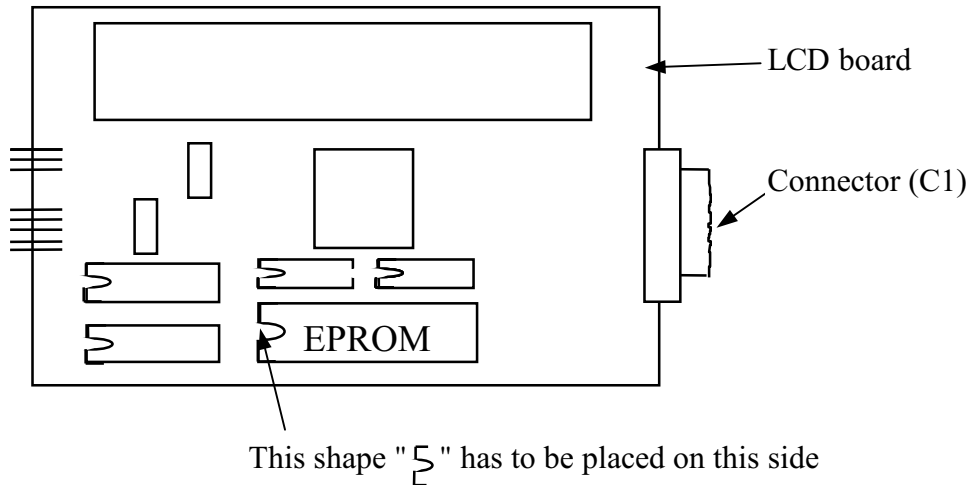 LCD board
Connector (C1)
EPROM
This shape " " has to be placed on this side